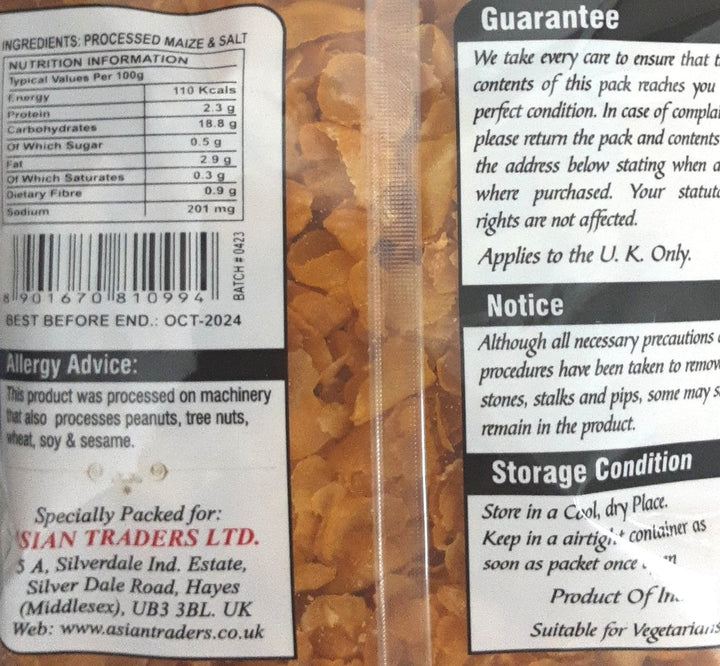 INGREDIENTS: PROCESSED MAIZE & SALT
NUTRITION INFORMATION
Typical Values Per 100g
Energy 110 Kcals
Protein 2.3 g
Carbohydrates 18.8 g
Of Which Sugar 0.5 g
Fat 2.9 g
Of Which Saturates 0.3 g
Dietary Fibre 0.9 g
Sodium 201 mg
8 901670 810994
BATCH # 0423
BEST BEFORE END.: OCT-2024
Allergy Advice:
This product was processed on machinery
that also processes peanuts, tree nuts,
wheat, soy & sesame.
Specially Packed for:
ASIAN TRADERS LTD.
5 A, Silverdale Ind. Estate,
Silver Dale Road, Hayes
(Middlesex), UB3 3BL. UK
Web: www.asiantraders.co.uk
Guarantee
We take every care to ensure that
contents of this pack reaches you
perfect condition. In case of
please return the pack and contents
the address below stating when
where purchased. Your
rights are not affected.
Applies to the U. K. Only.
Notice
Although all necessary precautions
procedures have been taken to
stones, stalks and pips, some may
remain in the product.
Storage Condition
Store in a Cool, dry Place.
Keep in a airtight container as
soon as packet once
Product Of
Suitable for Vegetarians